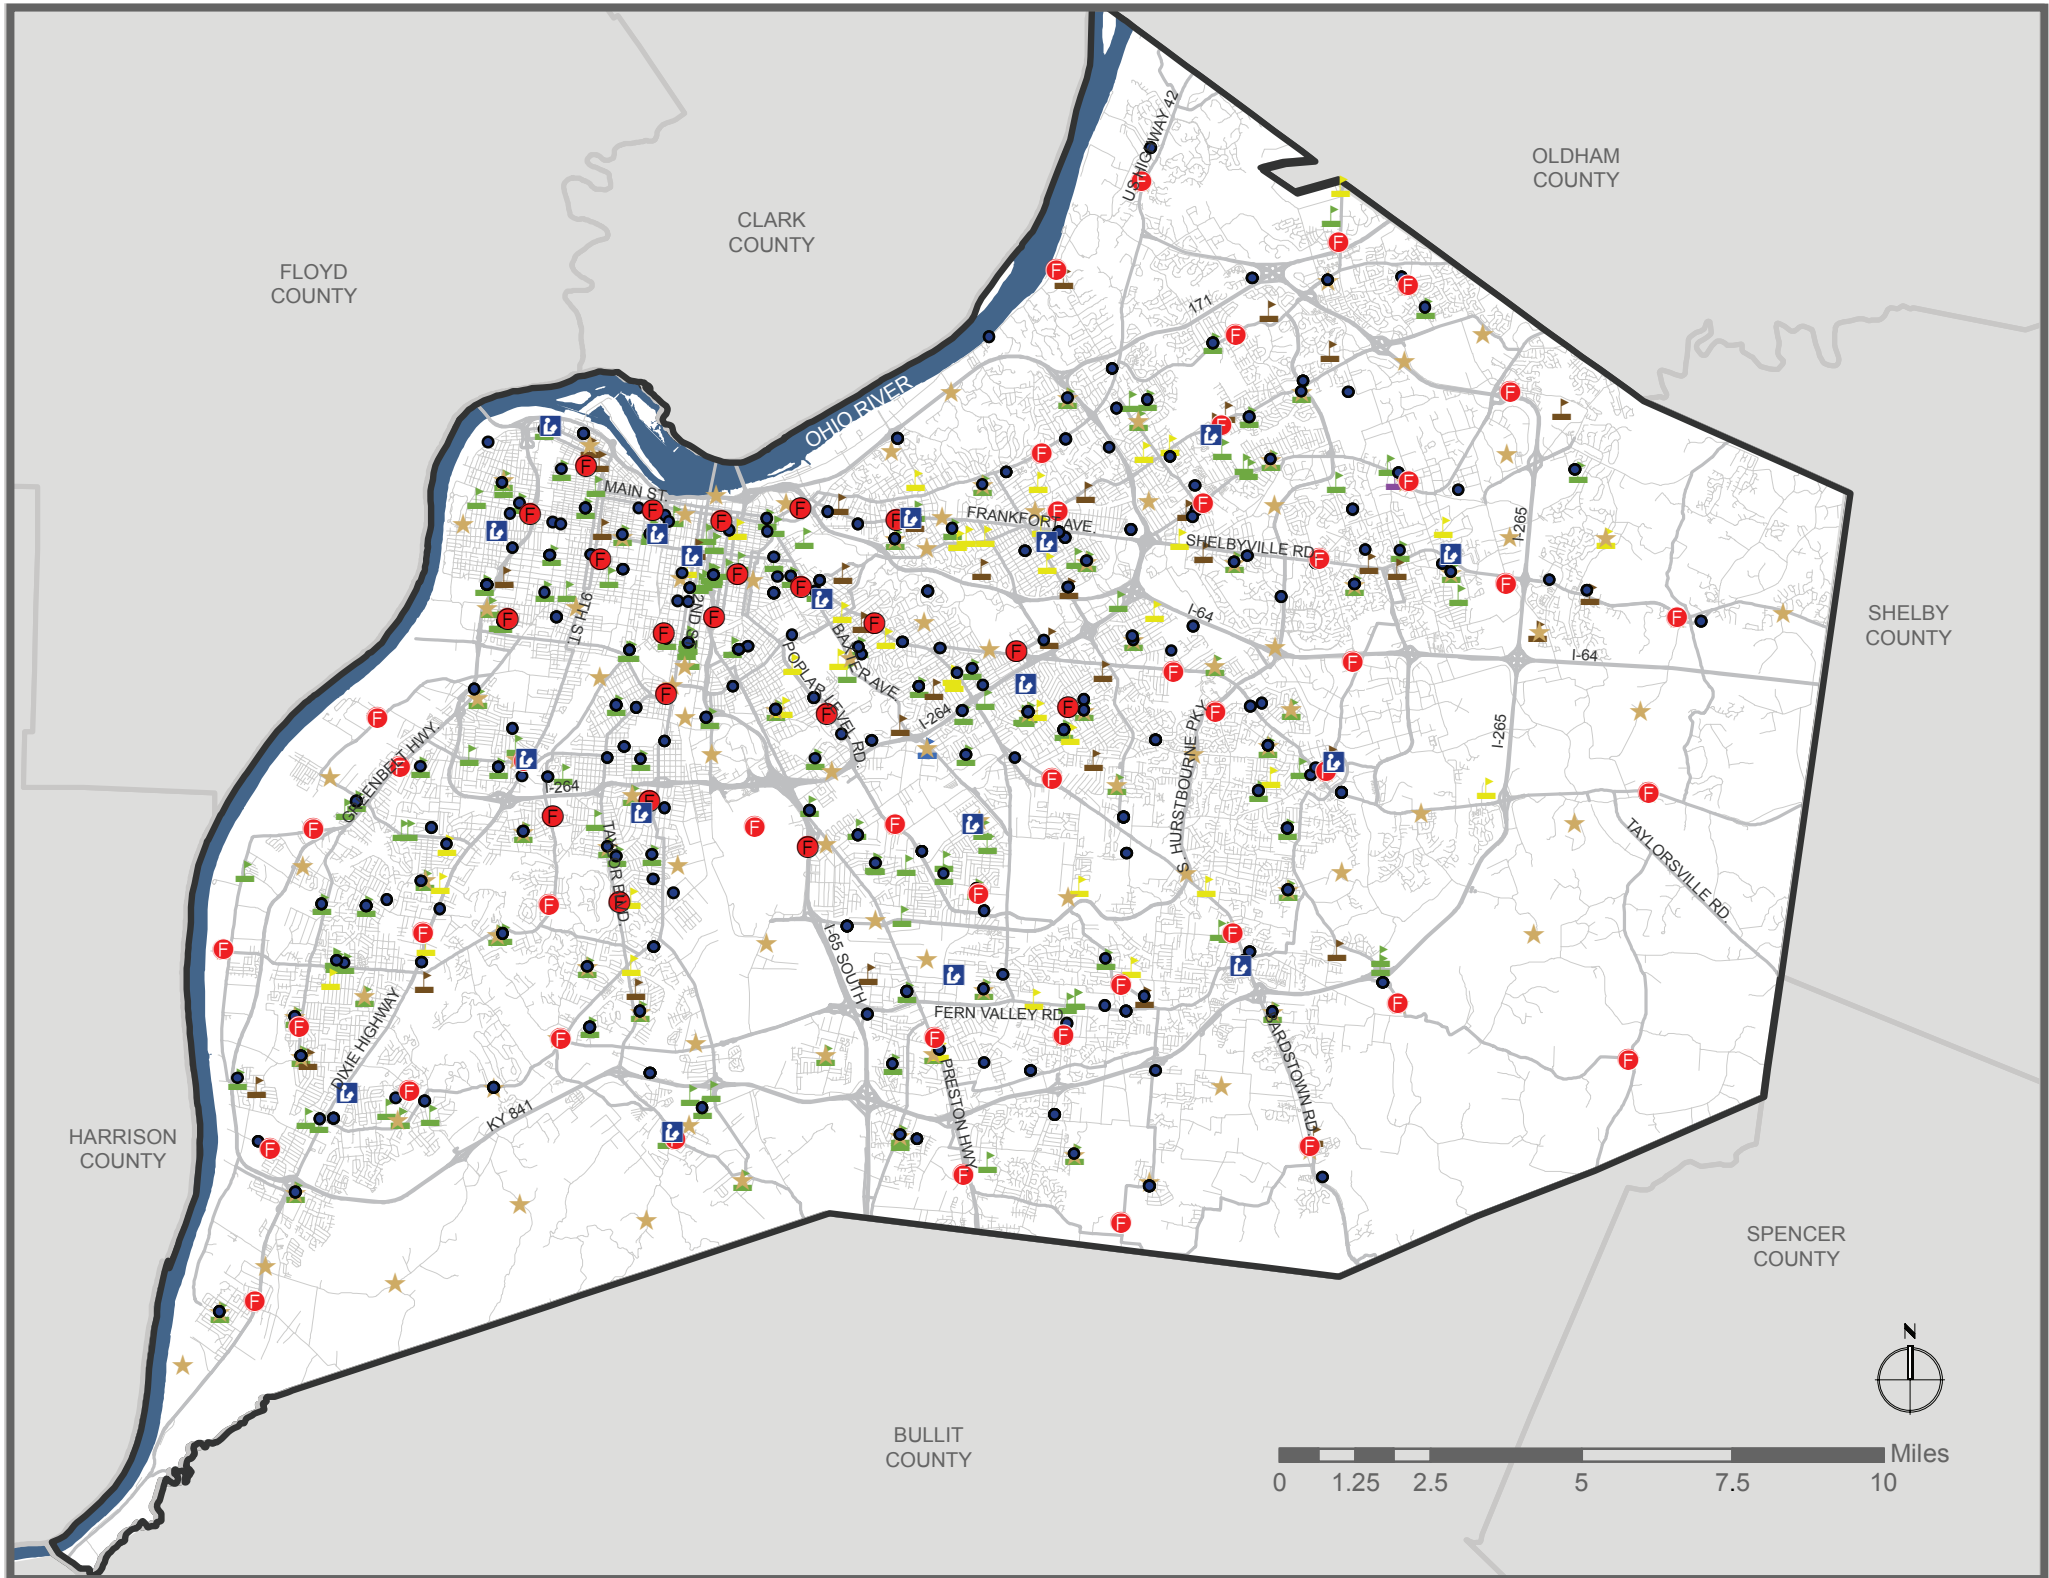 US HIGHWAY 42
OLDHAM
COUNTY
CLARK
COUNTY
FLOYD
COUNTY
171
OHIO RIVER
MAIN ST.
FRANKFORT AVE.
SHELBYVILLE RD.
I-265
9TH ST.
2ND S
I-64
BAXTER AVE
SHELBY
COUNTY
I-64
POPLAR LEVEL RD.
I-264
S. HURSTBOURNE PKY
I-265
GREENBELT HWY.
I-264
TAYLOR BLVD.
TAYLORSVILLE RD.
I-65 SOUTH
FERN VALLEY RD
DIXIE HIGHWAY
BARDSTOWN RD.
PRESTON HWY
KY 841
HARRISON
COUNTY
SPENCER
COUNTY
N
BULLIT
COUNTY
Miles
0 1.25 2.5 5 7.5 10